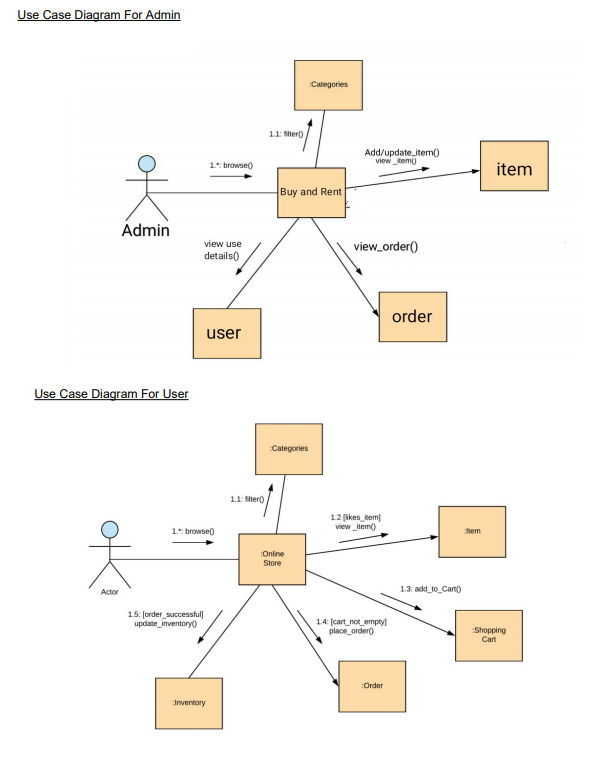 Use Case Diagram For Admin
:Categories
1.1: filter()
1.*: browse()
Add/update_item()
view _item()
item
Buy and Rent
Admin
view use
details()
view_order()
user
order
Use Case Diagram For User
:Categories
1.1: filter()
1.2 [likes_item]
view _item()
1.*: browse()
:Item
:Online
Store
Actor
1.3: add_to_Cart()
1.5: [order_successful]
update_inventory()
1.4: [cart_not_empty]
place_order()
:Shopping
Cart
:Order
:Inventory